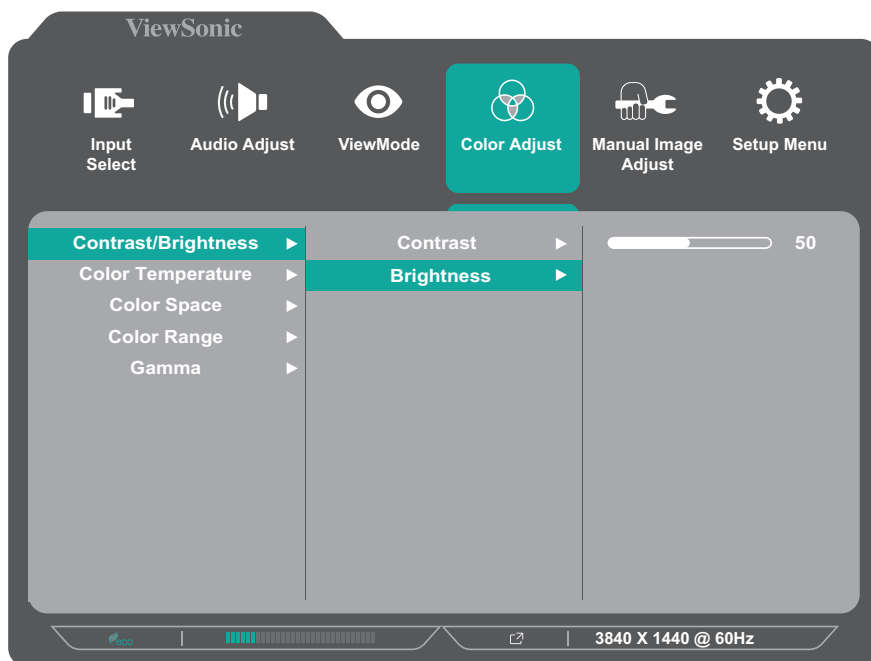 ViewSonic
Input Select
Audio Adjust
ViewMode
Color Adjust
Manual Image Adjust
Setup Menu
Contrast/Brightness
Contrast
50
Color Temperature
Brightness
Color Space
Color Range
Gamma
eco
3840 X 1440 @ 60Hz